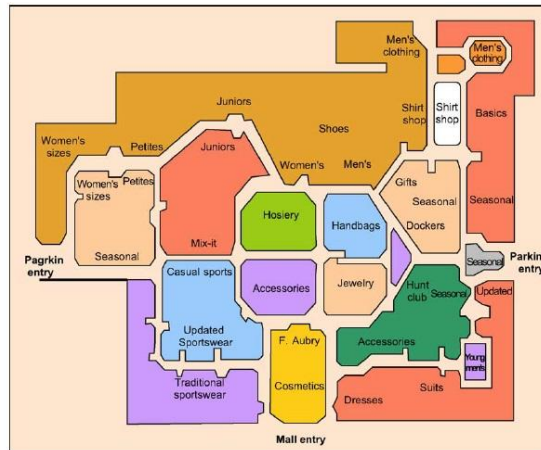 Men's
clothing
Men's
clothing
Juniors
Shirt
shop
Shirt
shop
Basics
Shoes
Women's
sizes
Petites
Juniors
Women's
Men's
Women's
sizes
Petites
Gifts
Seasonal
Seasonal
Hosiery
Handbags
Dockers
Mix-it
Seasonal
Pagrkin
entry
Seasonal
Parkin
entry
Casual sports
Accessories
Jewelry
Hunt
club
Seasonal
Updated
Updated
Sportswear
F. Aubry
Accessories
Young
men's
Traditional
sportswear
Cosmetics
Suits
Dresses
Mall entry